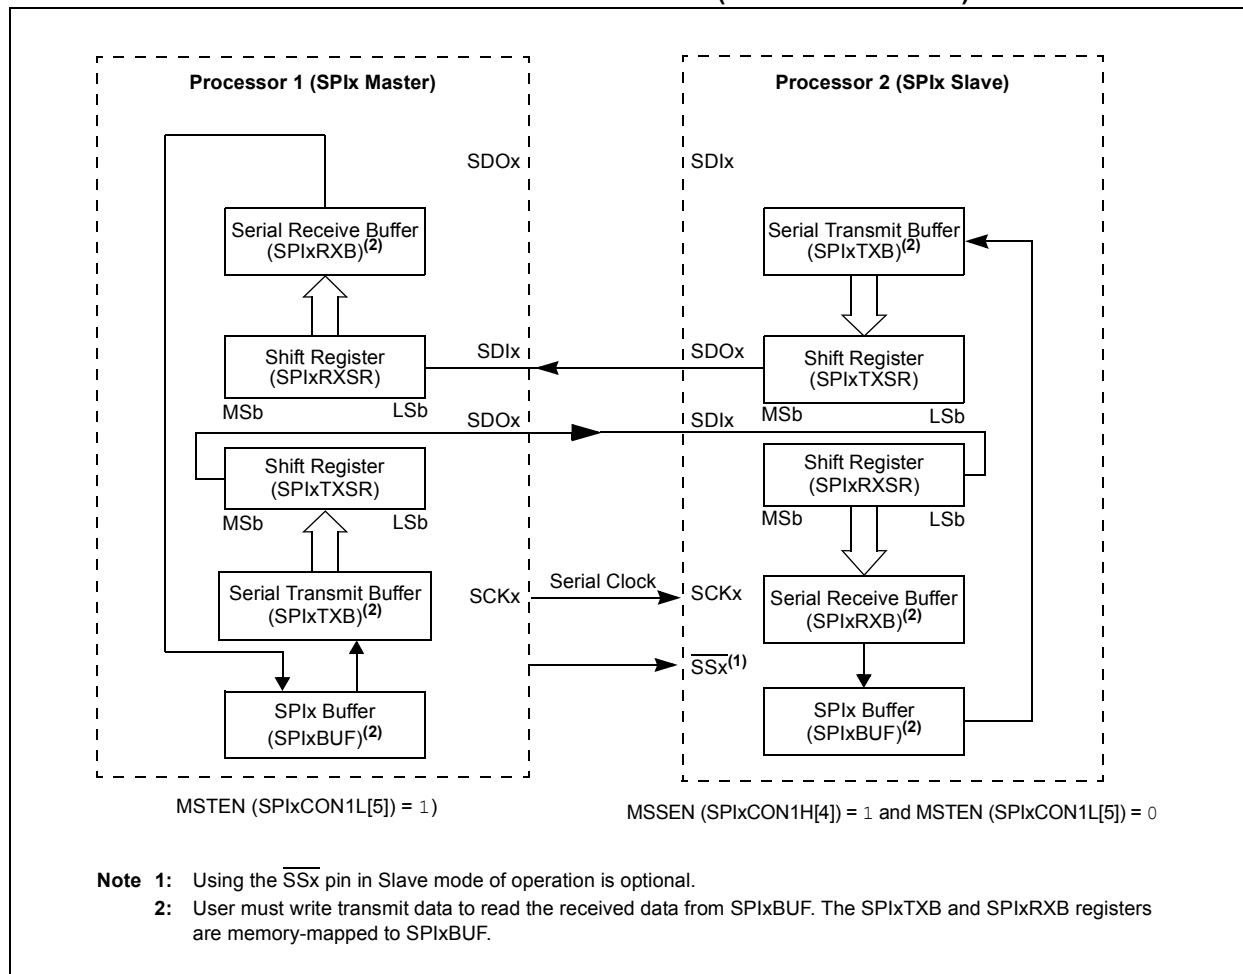 Processor 1 (SPIx Master)
SDOx
Serial Receive Buffer
(SPIxRXB)(2)
Shift Register
(SPIxRXSR)
SDIx
MSb
LSb
SDOx
Shift Register
(SPIxTXSR)
MSb
LSb
Serial Transmit Buffer
(SPIxTXB)(2)
SCKx
SPIx Buffer
(SPIxBUF)(2)
MSTEN (SPIxCON1L[5]) = 1)
Serial Clock
Processor 2 (SPIx Slave)
SDIx
Serial Transmit Buffer
(SPIxTXB)(2)
SDOx
Shift Register
(SPIxTXSR)
MSb
LSb
SDIx
Shift Register
(SPIxRXSR)
MSb
LSb
SCKx
Serial Receive Buffer
(SPIxRXB)(2)
SSx(1)
SPIx Buffer
(SPIxBUF)(2)
MSSEN (SPIxCON1H[4]) = 1 and MSTEN (SPIxCON1L[5]) = 0
Note 1: Using the SSx pin in Slave mode of operation is optional.
2: User must write transmit data to read the received data from SPIxBUF. The SPIxTXB and SPIxRXB registers
are memory-mapped to SPIxBUF.